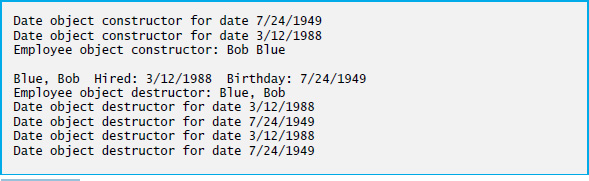 Date object constructor for date 7/24/1949
Date object constructor for date 3/12/1988
Employee object constructor: Bob Blue

Blue, Bob  Hired: 3/12/1988  Birthday: 7/24/1949
Employee object destructor: Blue, Bob
Date object destructor for date 3/12/1988
Date object destructor for date 7/24/1949
Date object destructor for date 3/12/1988
Date object destructor for date 7/24/1949